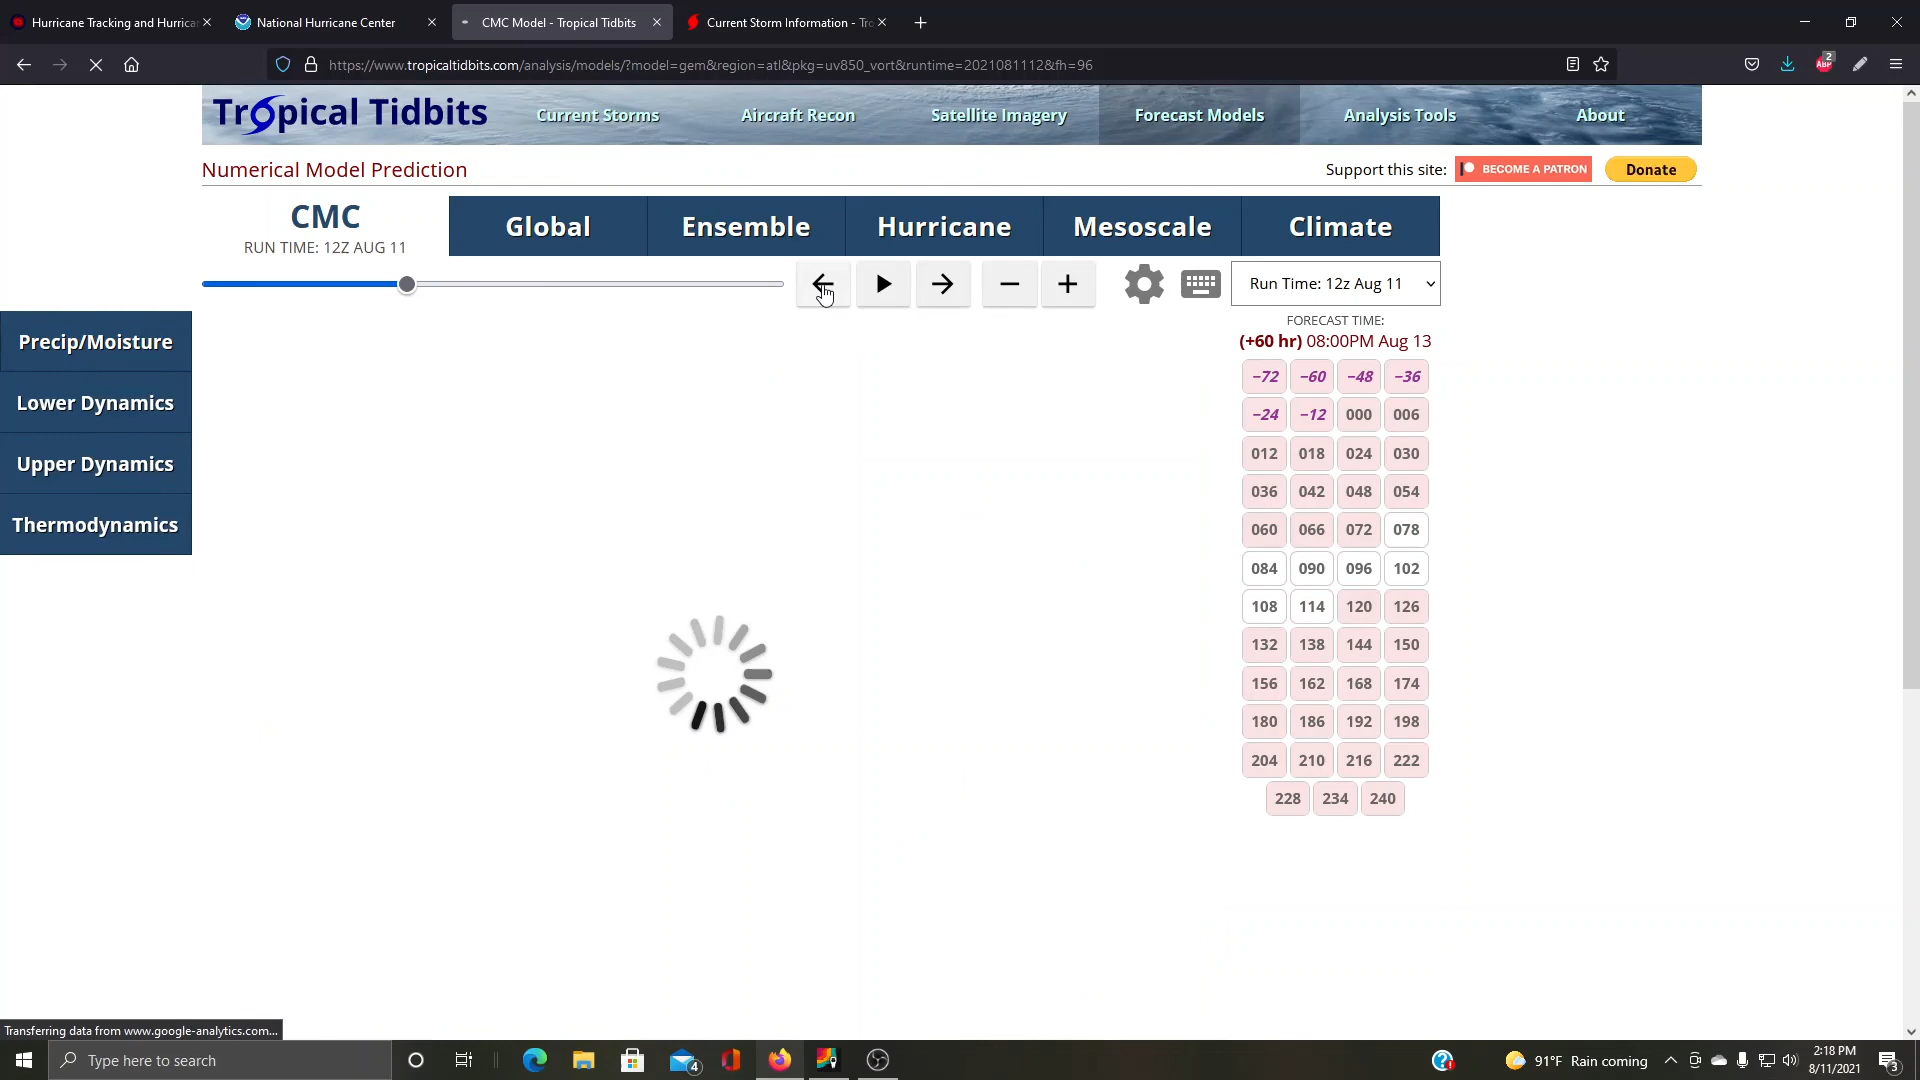 Hurricane Tracking and Hurrica
National Hurricane Center
CMC Model - Tropical Tidbits
Current Storm Information - Tro
https://www.tropicaltidbits.com/analysis/models/?model=gem&region=atl&pkg=uv850_vort&runtime=2021081112&fh=96
2
ABP
Tropical Tidbits
Current Storms
Aircraft Recon
Satellite Imagery
Forecast Models
Analysis Tools
About
Numerical Model Prediction
Support this site:
BECOME A PATRON
Donate
CMC
RUN TIME: 12Z AUG 11
Global
Ensemble
Hurricane
Mesoscale
Climate
Run Time: 12z Aug 11
FORECAST TIME:
(+60 hr) 08:00PM Aug 13
Precip/Moisture
Lower Dynamics
Upper Dynamics
Thermodynamics
−72 −60 −48 −36
−24 −12 000 006
012 018 024 030
036 042 048 054
060 066 072 078
084 090 096 102
108 114 120 126
132 138 144 150
156 162 168 174
180 186 192 198
204 210 216 222
228 234 240
Transferring data from www.google-analytics.com...
Type here to search
4
91°F Rain coming
2:18 PM
8/11/2021
3